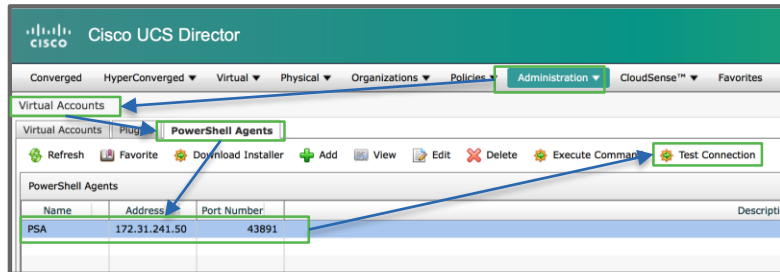 CISCO Cisco UCS Director
Converged HyperConverged Virtual Physical Organizations Policies Administration CloudSense™ Favorites
Virtual Accounts
Virtual Accounts PowerShell Agents
Refresh Favorite Download Installer Add View Edit Delete Execute Command Test Connection
PowerShell Agents
Name Address Port Number
PSA 172.31.241.50 43891